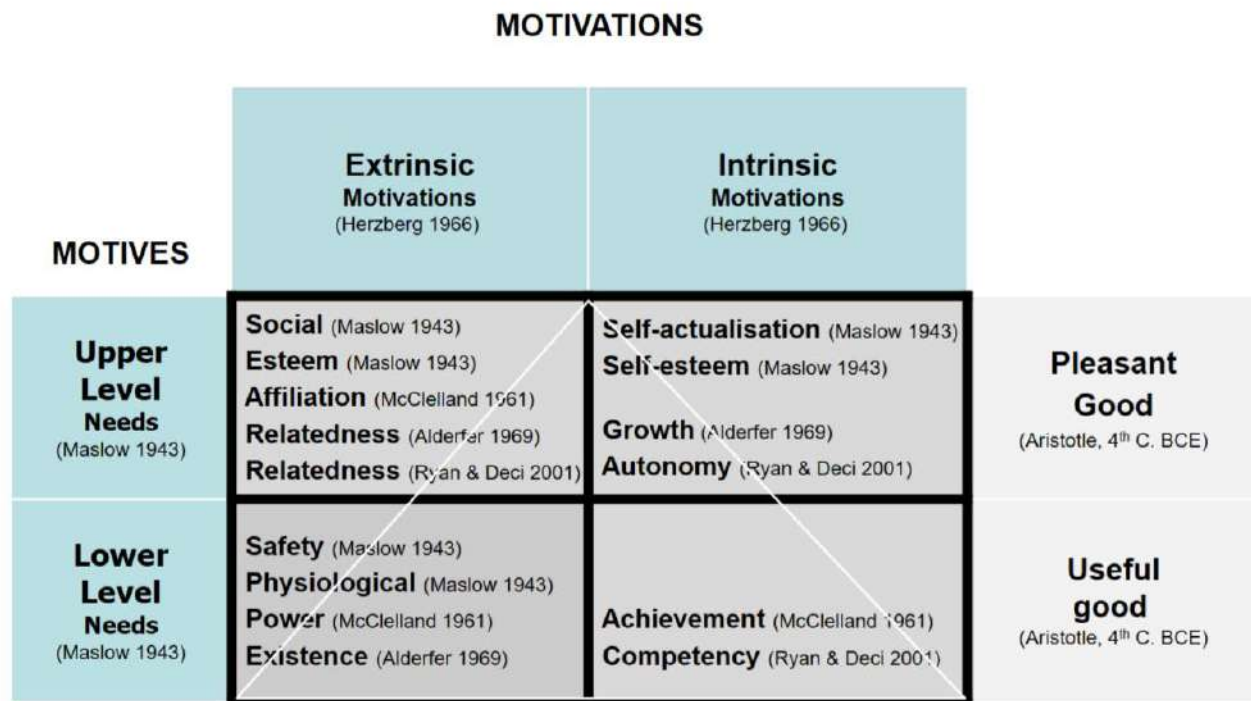 MOTIVATIONS
Extrinsic
Motivations
(Herzberg 1966)
Intrinsic
Motivations
(Herzberg 1966)
MOTIVES
Upper
Level
Needs
(Maslow 1943)
Social (Maslow 1943)
Esteem (Maslow 1943)
Affiliation (McClelland 1961)
Relatedness (Alderfer 1969)
Relatedness (Ryan & Deci 2001)
Self-actualisation (Maslow 1943)
Self-esteem (Maslow 1943)
Growth (Alderfer 1969)
Autonomy (Ryan & Deci 2001)
Pleasant
Good
(Aristotle, 4th C. BCE)
Lower
Level
Needs
(Maslow 1943)
Safety (Maslow 1943)
Physiological (Maslow 1943)
Power (McClelland 1961)
Existence (Alderfer 1969)
Achievement (McClelland 1961)
Competency (Ryan & Deci 2001)
Useful
good
(Aristotle, 4th C. BCE)